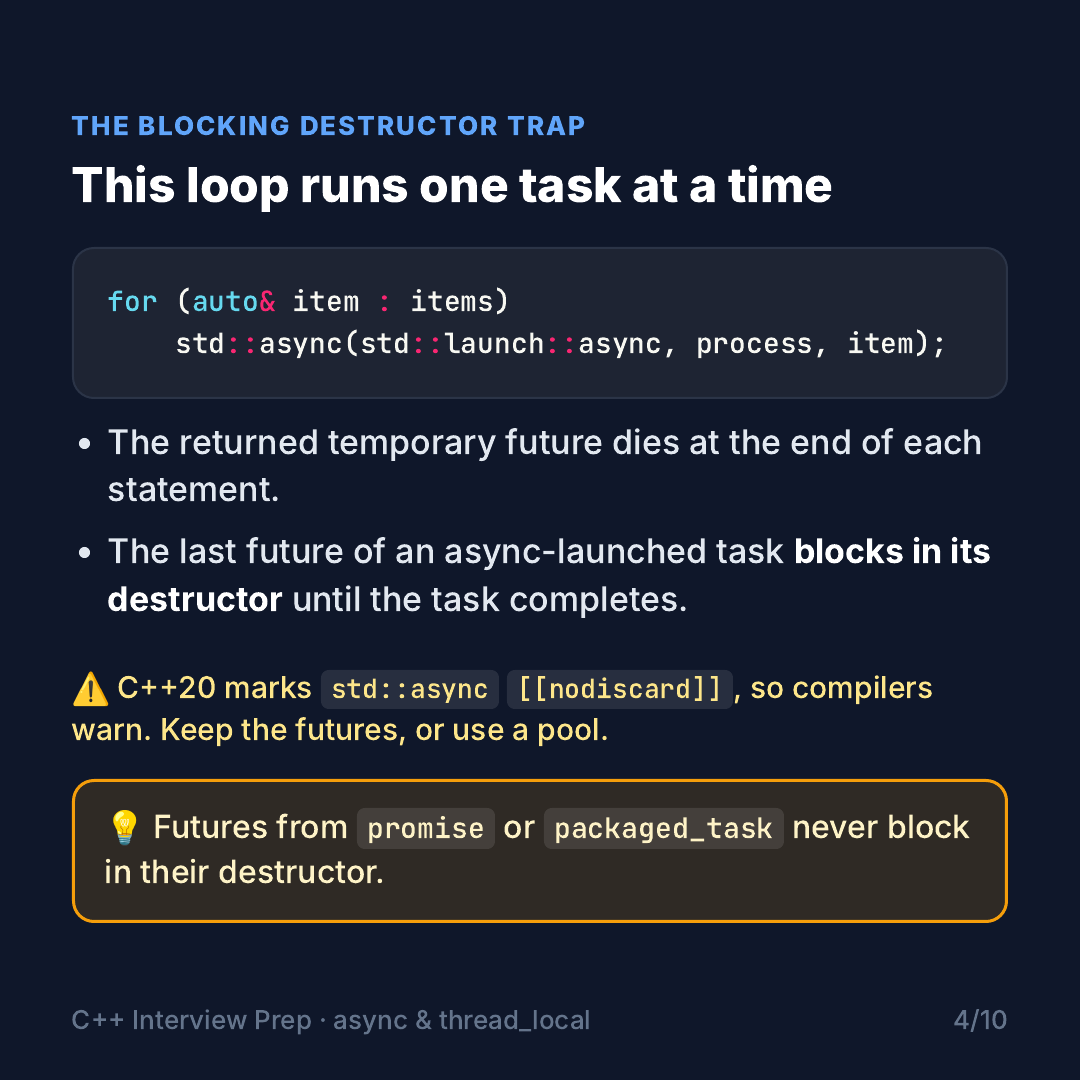 THE BLOCKING DESTRUCTOR TRAP
This loop runs one task at a time
for (auto& item : items)
    std::async(std::launch::async, process, item);
• The returned temporary future dies at the end of each
statement.
• The last future of an async-launched task blocks in its
destructor until the task completes.
⚠️ C++20 marks std::async [[nodiscard]], so compilers
warn. Keep the futures, or use a pool.
💡 Futures from promise or packaged_task never block
in their destructor.
C++ Interview Prep · async & thread_local
4/10